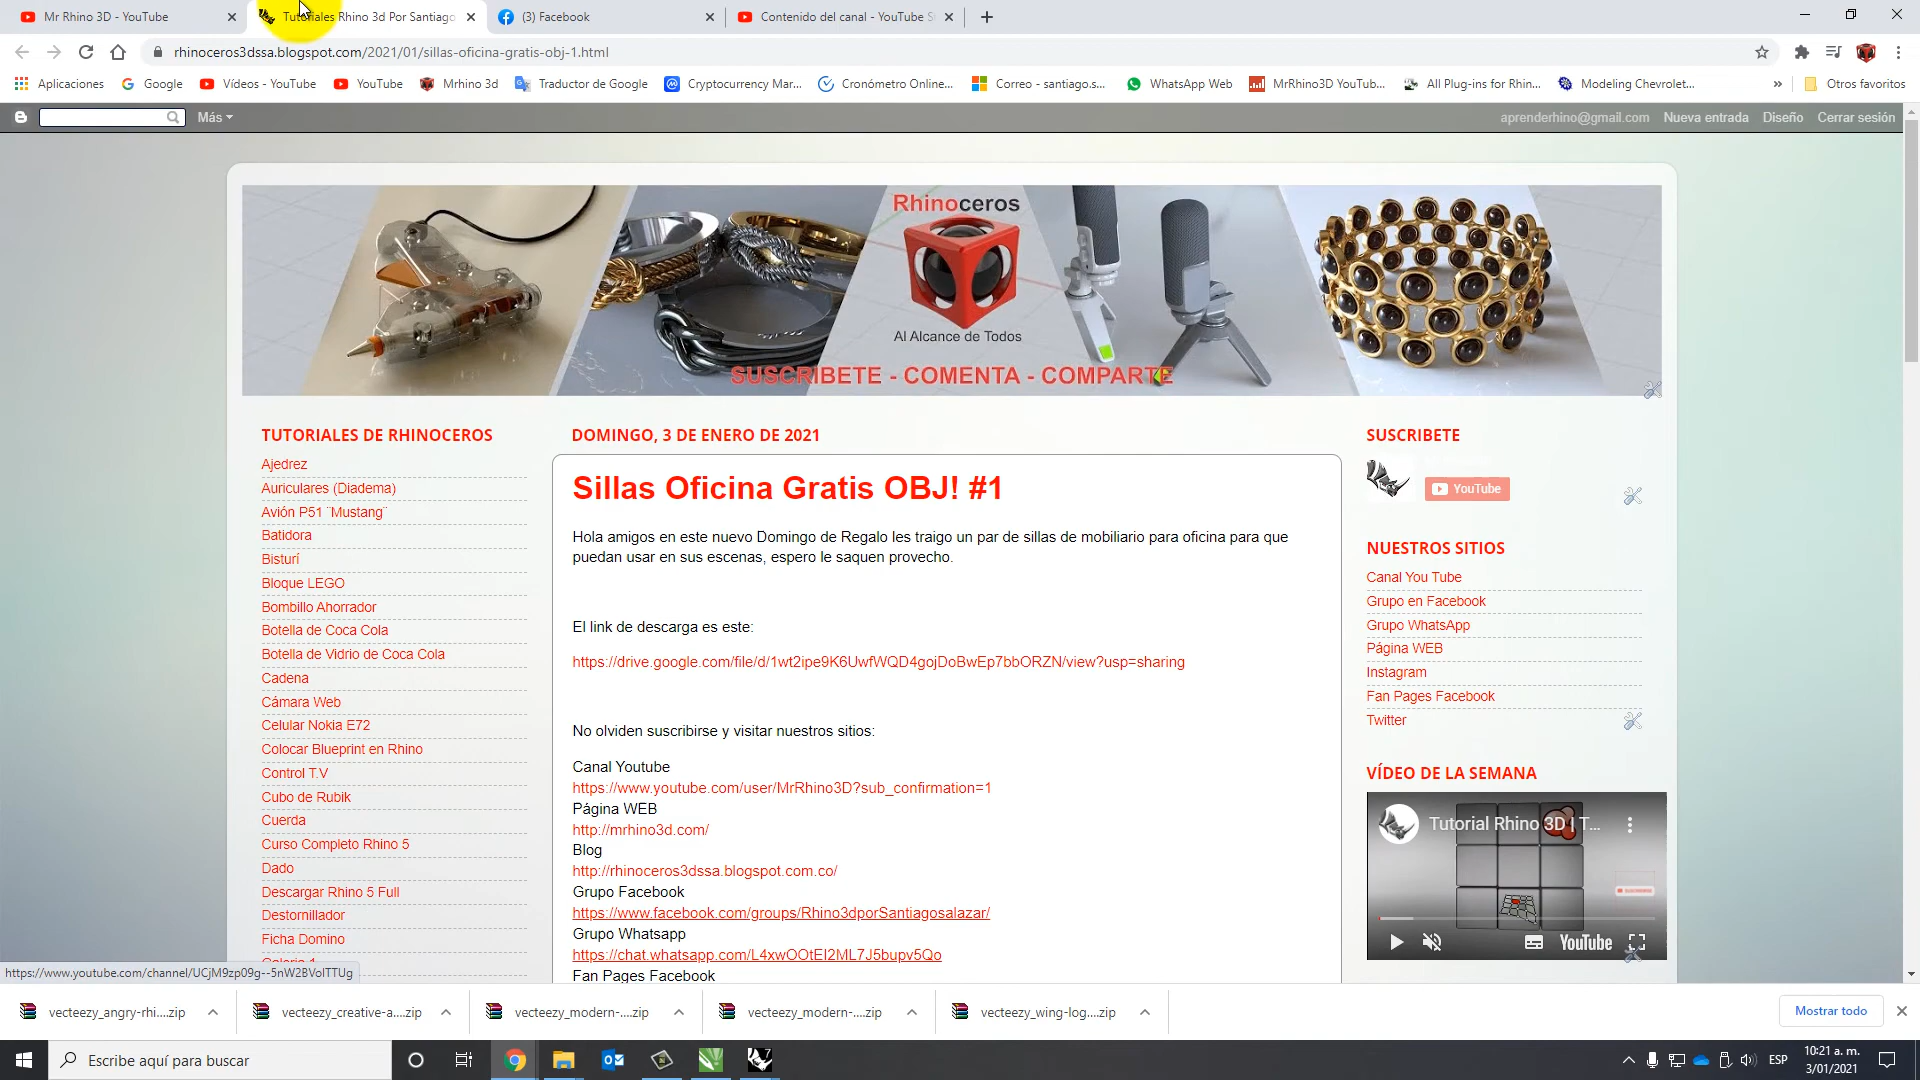 Mr Rhino 3D - YouTube
Tutoriales Rhino 3d Por Santiago
(3) Facebook
Contenido del canal - YouTube S
rhinoceros3dssa.blogspot.com/2021/01/sillas-oficina-gratis-obj-1.html
Aplicaciones
Google
Vídeos - YouTube
YouTube
Mrhino 3d
Traductor de Google
Cryptocurrency Mar...
Cronómetro Online...
Correo - santiago.s...
WhatsApp Web
MrRhino3D YouTub...
All Plug-ins for Rhin...
Modeling Chevrolet...
»
Otros favoritos
Más
aprenderhino@gmail.com
Nueva entrada
Diseño
Cerrar sesión
Rhinoceros
Al Alcance de Todos
SUSCRIBETE - COMENTA - COMPARTE
TUTORIALES DE RHINOCEROS
Ajedrez
Auriculares (Diadema)
Avión P51 ¨Mustang¨
Batidora
Bisturí
Bloque LEGO
Bombillo Ahorrador
Botella de Coca Cola
Botella de Vidrio de Coca Cola
Cadena
Cámara Web
Celular Nokia E72
Colocar Blueprint en Rhino
Control T.V
Cubo de Rubik
Cuerda
Curso Completo Rhino 5
Dado
Descargar Rhino 5 Full
Destornillador
Ficha Domino
DOMINGO, 3 DE ENERO DE 2021
Sillas Oficina Gratis OBJ! #1
Hola amigos en este nuevo Domingo de Regalo les traigo un par de sillas de mobiliario para oficina para que
puedan usar en sus escenas, espero le saquen provecho.
El link de descarga es este:
https://drive.google.com/file/d/1wt2ipe9K6UwfWQD4gojDoBwEp7bbORZN/view?usp=sharing
No olviden suscribirse y visitar nuestros sitios:
Canal Youtube
https://www.youtube.com/user/MrRhino3D?sub_confirmation=1
Página WEB
http://mrhino3d.com/
Blog
http://rhinoceros3dssa.blogspot.com.co/
Grupo Facebook
https://www.facebook.com/groups/Rhino3dporSantiagosalazar/
Grupo Whatsapp
https://chat.whatsapp.com/L4xwOOtEI2ML7J5bupv5Qo
Fan Pages Facebook
SUSCRIBETE
YouTube
NUESTROS SITIOS
Canal You Tube
Grupo en Facebook
Grupo WhatsApp
Página WEB
Instagram
Fan Pages Facebook
Twitter
VÍDEO DE LA SEMANA
Tutorial Rhino 3D | T...
YouTube
https://www.youtube.com/channel/UCjM9zp09g--5nW2BVolTTUg
vecteezy_angry-rhi....zip
vecteezy_creative-a....zip
vecteezy_modern-....zip
vecteezy_modern-....zip
vecteezy_wing-log....zip
Mostrar todo
Escribe aquí para buscar
ESP
10:21 a. m.
3/01/2021